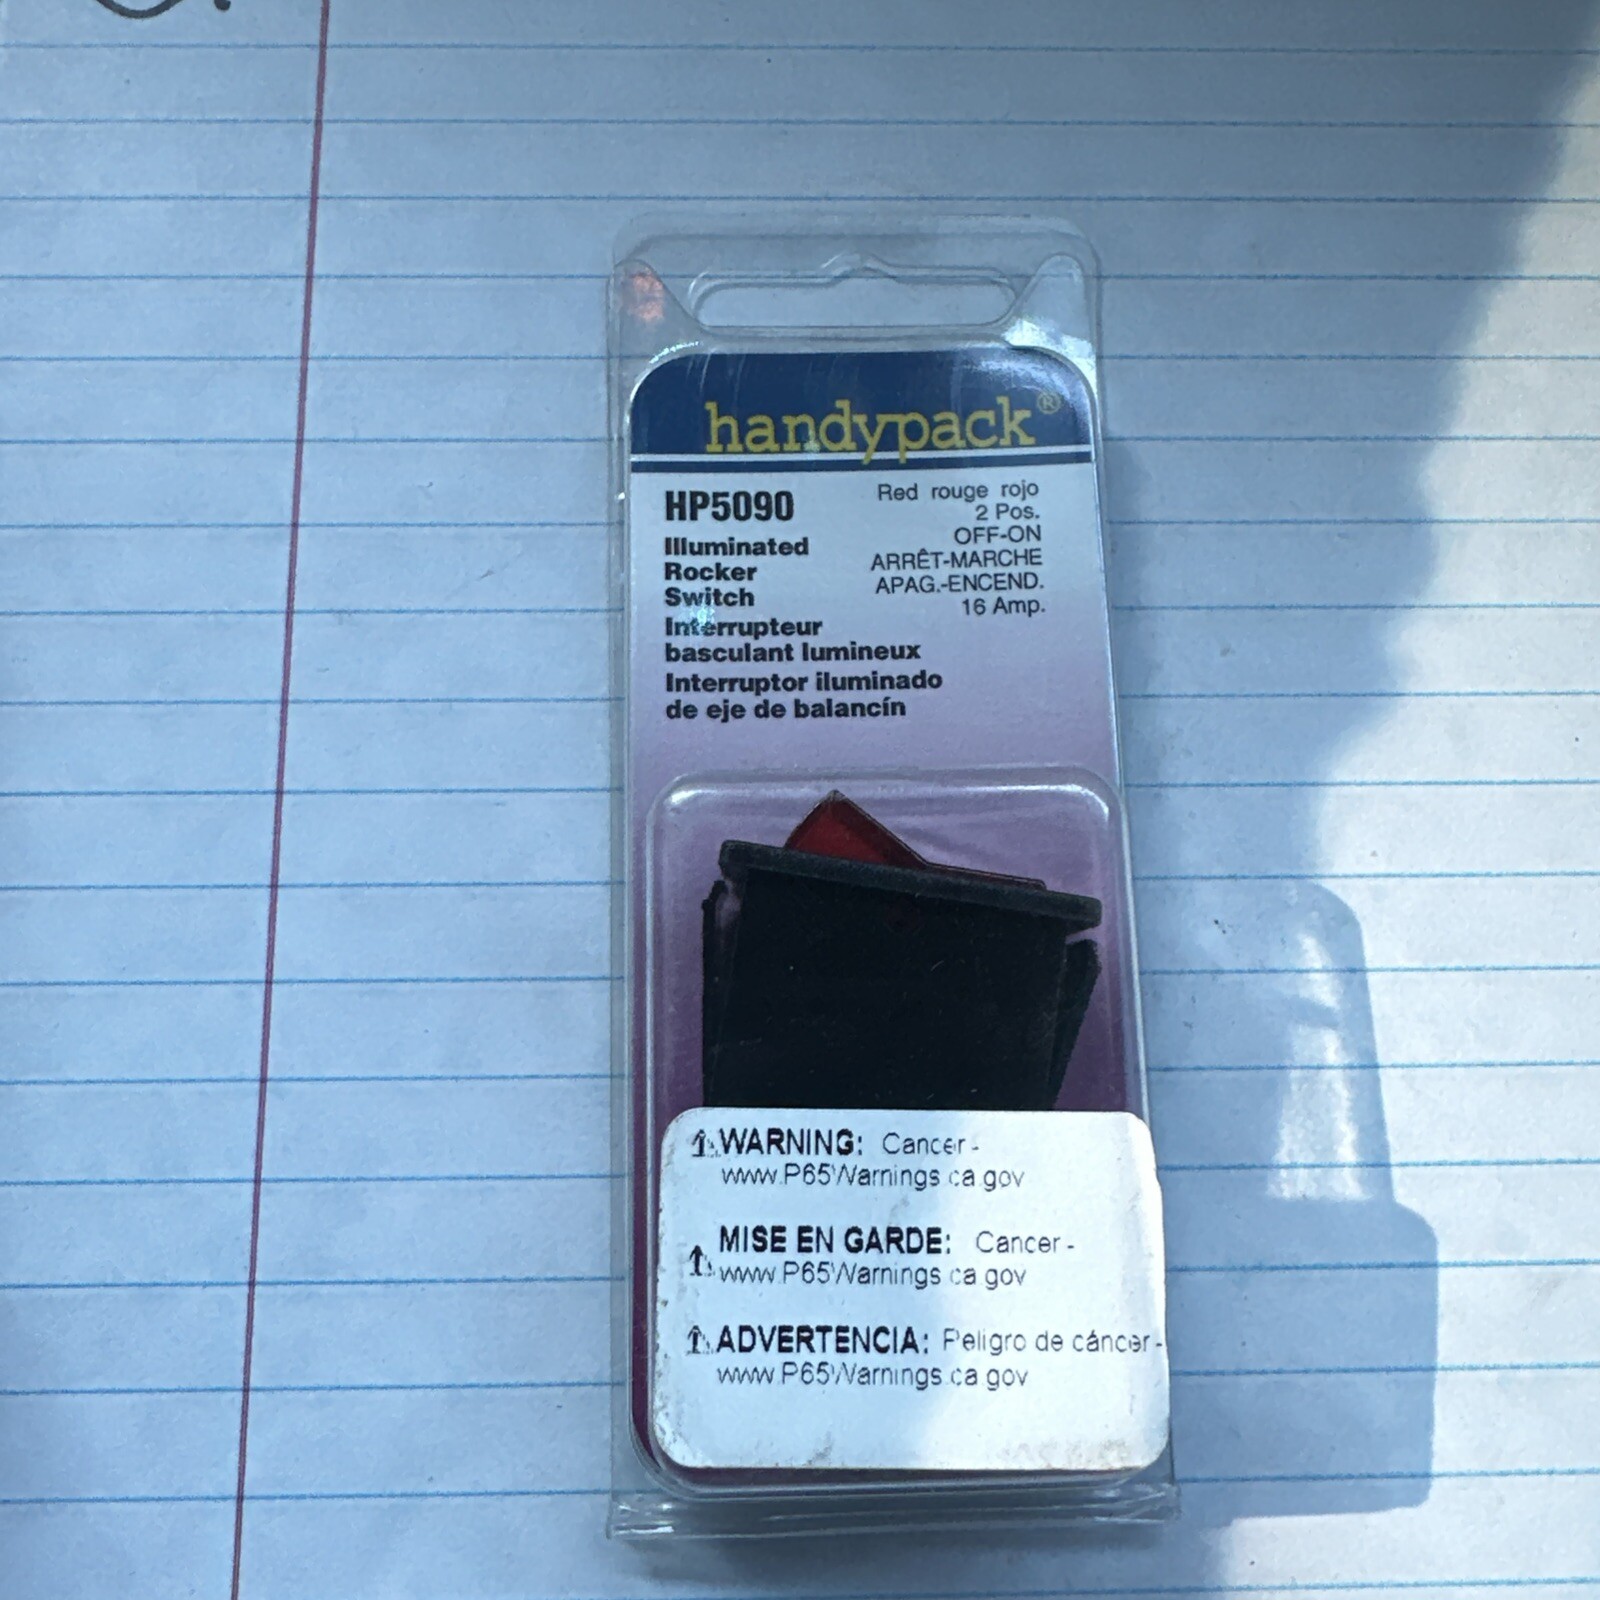 handypack®
HP5090
Illuminated
Rocker
Switch
Interrupteur
basculant lumineux
Interruptor iluminado
de eje de balancín
Red rouge rojo
2 Pos.
OFF-ON
ARRÊT-MARCHE
APAG.-ENCEND.
16 Amp.
WARNING: Cancer -
www.P65Warnings.ca.gov
MISE EN GARDE: Cancer -
www.P65Warnings.ca.gov
ADVERTENCIA: Peligro de cáncer -
www.P65Warnings.ca.gov